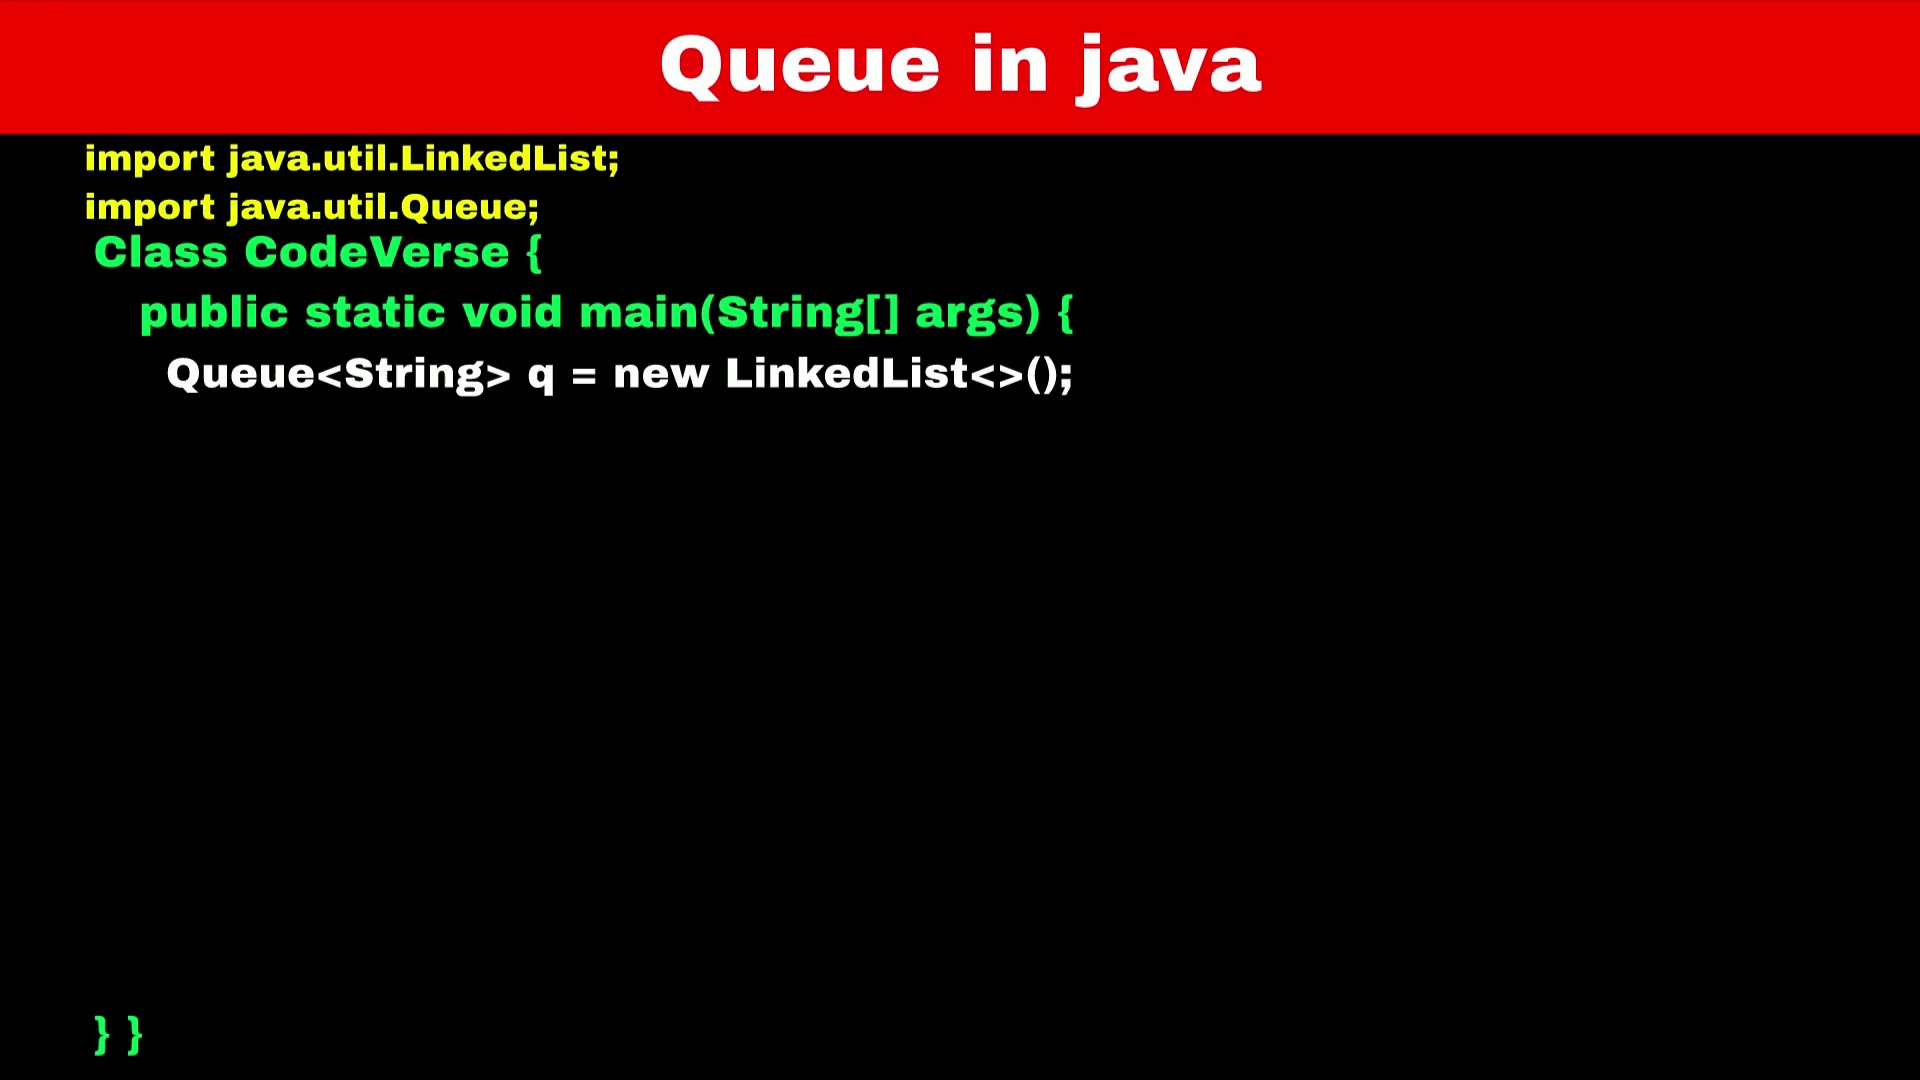 Queue in java
import java.util.LinkedList;
import java.util.Queue;
Class CodeVerse {
public static void main(String[] args) {
Queue<String> q = new LinkedList<>();
} }